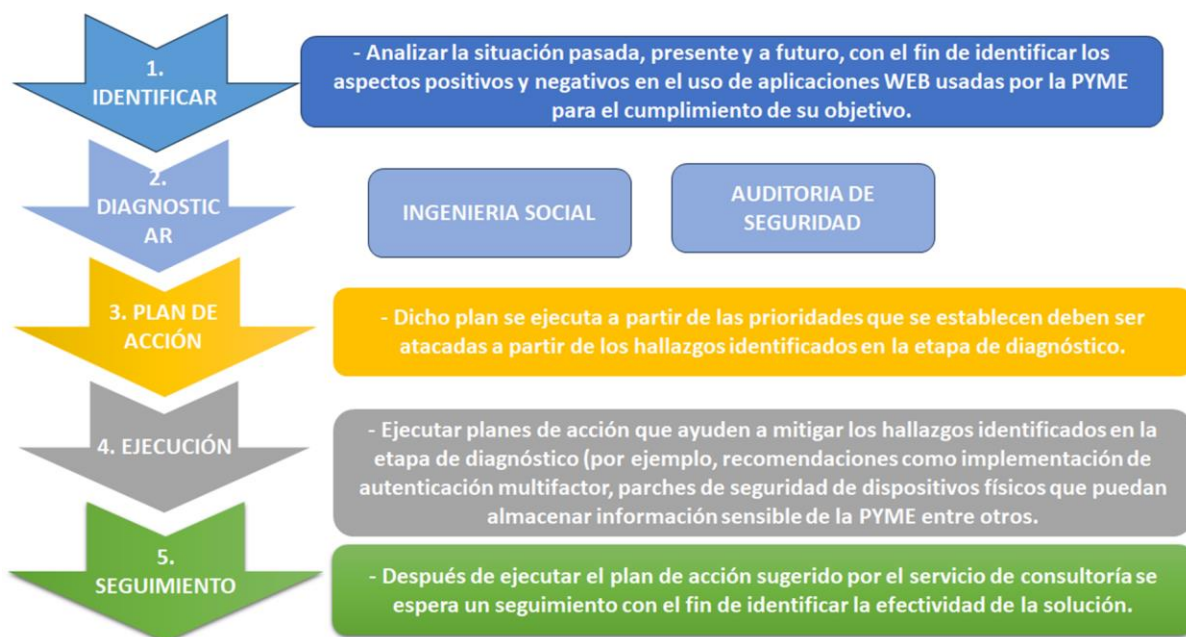 1.
IDENTIFICAR
- Analizar la situación pasada, presente y a futuro, con el fin de identificar los
aspectos positivos y negativos en el uso de aplicaciones WEB usadas por la PYME
para el cumplimiento de su objetivo.
2.
DIAGNOSTIC
AR
INGENIERIA SOCIAL
AUDITORIA DE
SEGURIDAD
3. PLAN DE
ACCIÓN
- Dicho plan se ejecuta a partir de las prioridades que se establecen deben ser
atacadas a partir de los hallazgos identificados en la etapa de diagnóstico.
4. EJECUCIÓN
- Ejecutar planes de acción que ayuden a mitigar los hallazgos identificados en la
etapa de diagnóstico (por ejemplo, recomendaciones como implementación de
autenticación multifactor, parches de seguridad de dispositivos físicos que puedan
almacenar información sensible de la PYME entre otros.
5.
SEGUIMIENTO
- Después de ejecutar el plan de acción sugerido por el servicio de consultoría se
espera un seguimiento con el fin de identificar la efectividad de la solución.